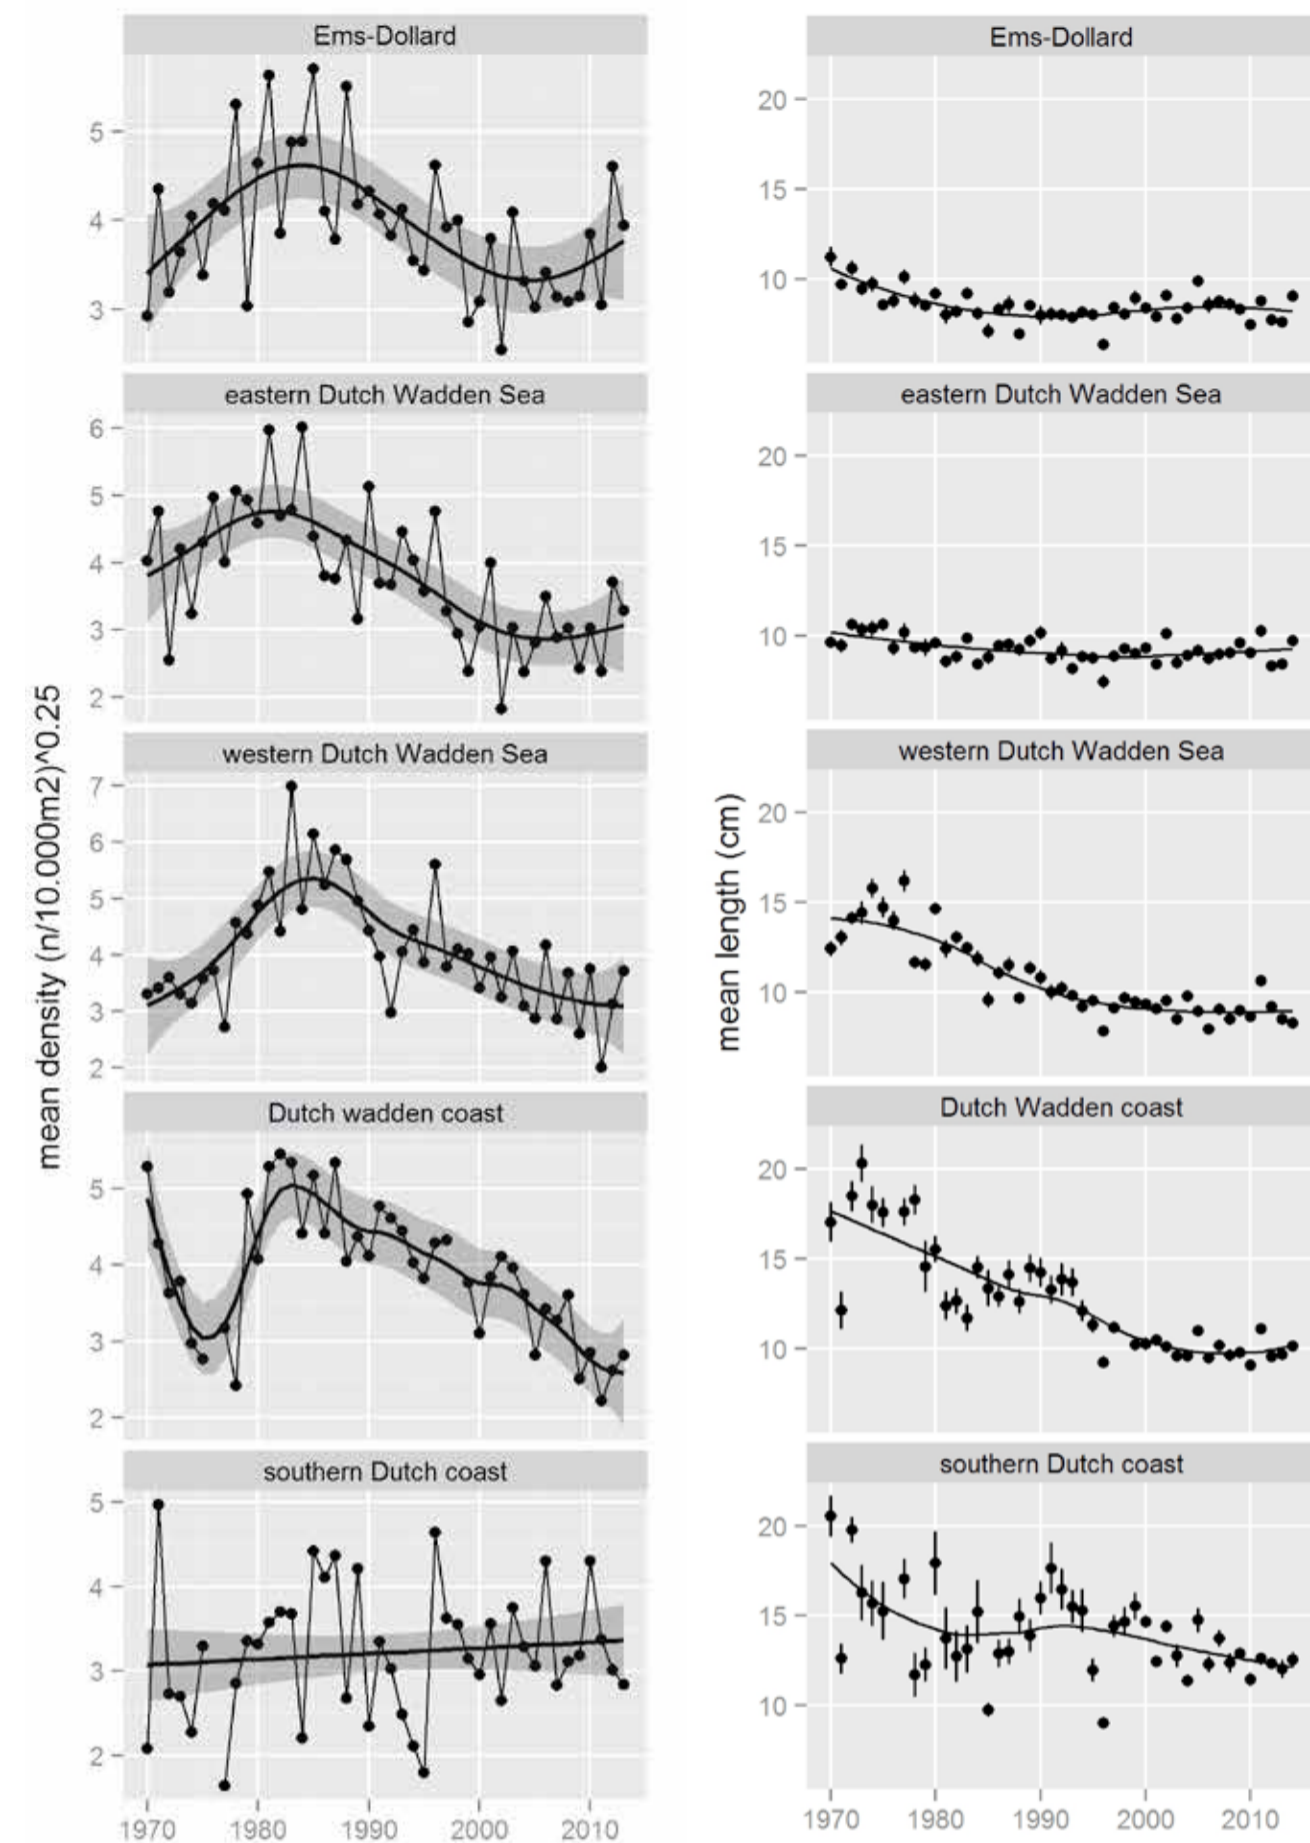 Ems-Dollard
5
4
3
eastern Dutch Wadden Sea
6
5
4
3
2
western Dutch Wadden Sea
7
6
5
4
3
2
Dutch wadden coast
5
4
3
2
southern Dutch coast
5
4
3
2
1970 1980 1990 2000 2010
mean density (n/10.000m2)^0.25
Ems-Dollard
20
15
10
eastern Dutch Wadden Sea
20
15
10
western Dutch Wadden Sea
20
15
10
Dutch Wadden coast
20
15
10
southern Dutch coast
20
15
10
1970 1980 1990 2000 2010
mean length (cm)